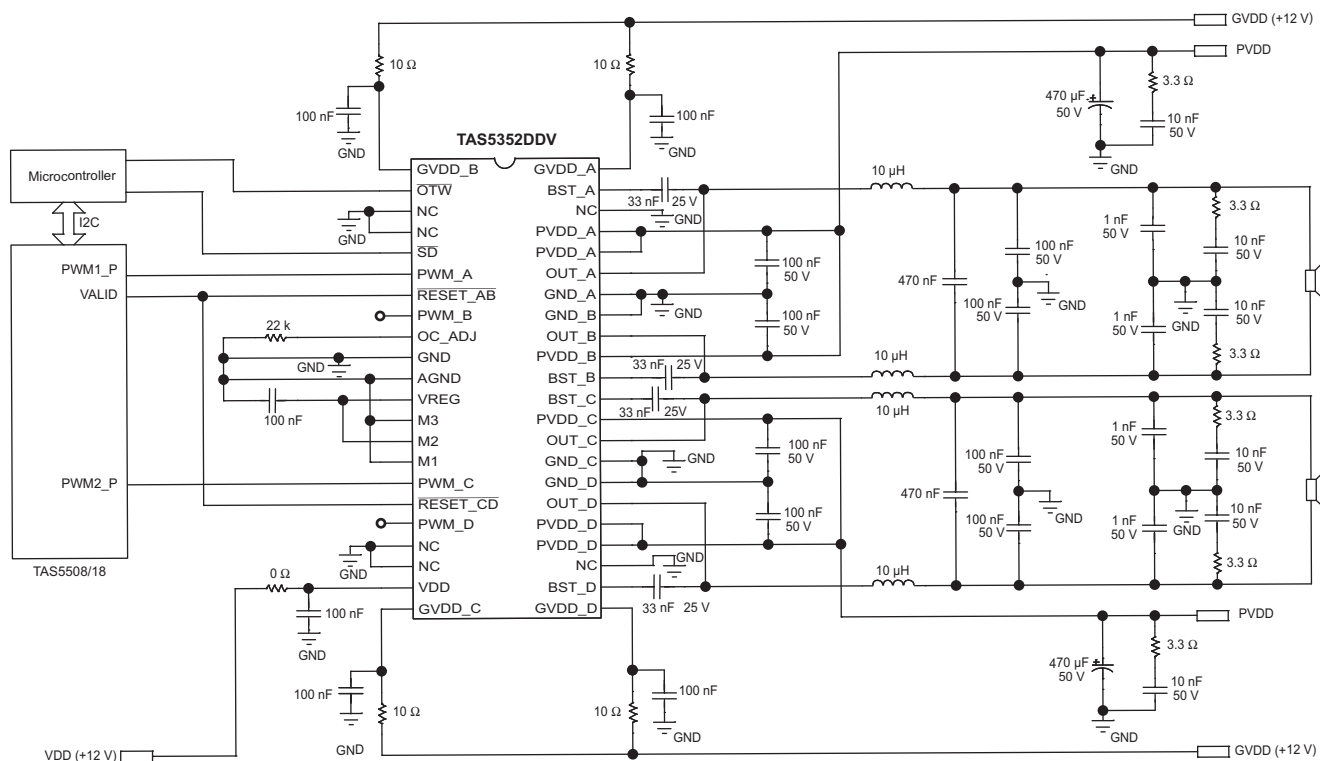 GVDD (+12 V)
PVDD
10 Ω
10 Ω
3.3 Ω
470 µF
50 V
10 nF
50 V
100 nF
100 nF
GND
GND
GND
TAS5352DDV
Microcontroller
I2C
PWM1_P
VALID
PWM2_P
TAS5508/18
GVDD_B
OTW
NC
NC
SD
PWM_A
RESET_AB
PWM_B
OC_ADJ
GND
AGND
VREG
M3
M2
M1
PWM_C
RESET_CD
PWM_D
NC
NC
VDD
GVDD_C
GVDD_A
BST_A
NC
PVDD_A
PVDD_A
OUT_A
GND_A
GND_B
OUT_B
PVDD_B
BST_B
BST_C
PVDD_C
OUT_C
GND_C
GND_D
OUT_D
PVDD_D
PVDD_D
NC
BST_D
GVDD_D
GND
22 k
GND
100 nF
GND
0 Ω
100 nF
GND
33 nF 25 V
GND
100 nF
50 V
GND
100 nF
50 V
33 nF 25 V
33 nF 25V
100 nF
50 V
GND
100 nF
50 V
GND
33 nF 25 V
10 µH
470 nF
100 nF
50 V
GND
100 nF
50 V
1 nF
50 V
GND
1 nF
50 V
3.3 Ω
10 nF
50 V
10 nF
50 V
3.3 Ω
10 µH
10 µH
470 nF
100 nF
50 V
GND
100 nF
50 V
1 nF
50 V
GND
1 nF
50 V
3.3 Ω
10 nF
50 V
10 nF
50 V
3.3 Ω
10 µH
PVDD
3.3 Ω
470 µF
50 V
10 nF
50 V
GND
100 nF
100 nF
10 Ω
10 Ω
GND
GND
VDD (+12 V)
GVDD (+12 V)